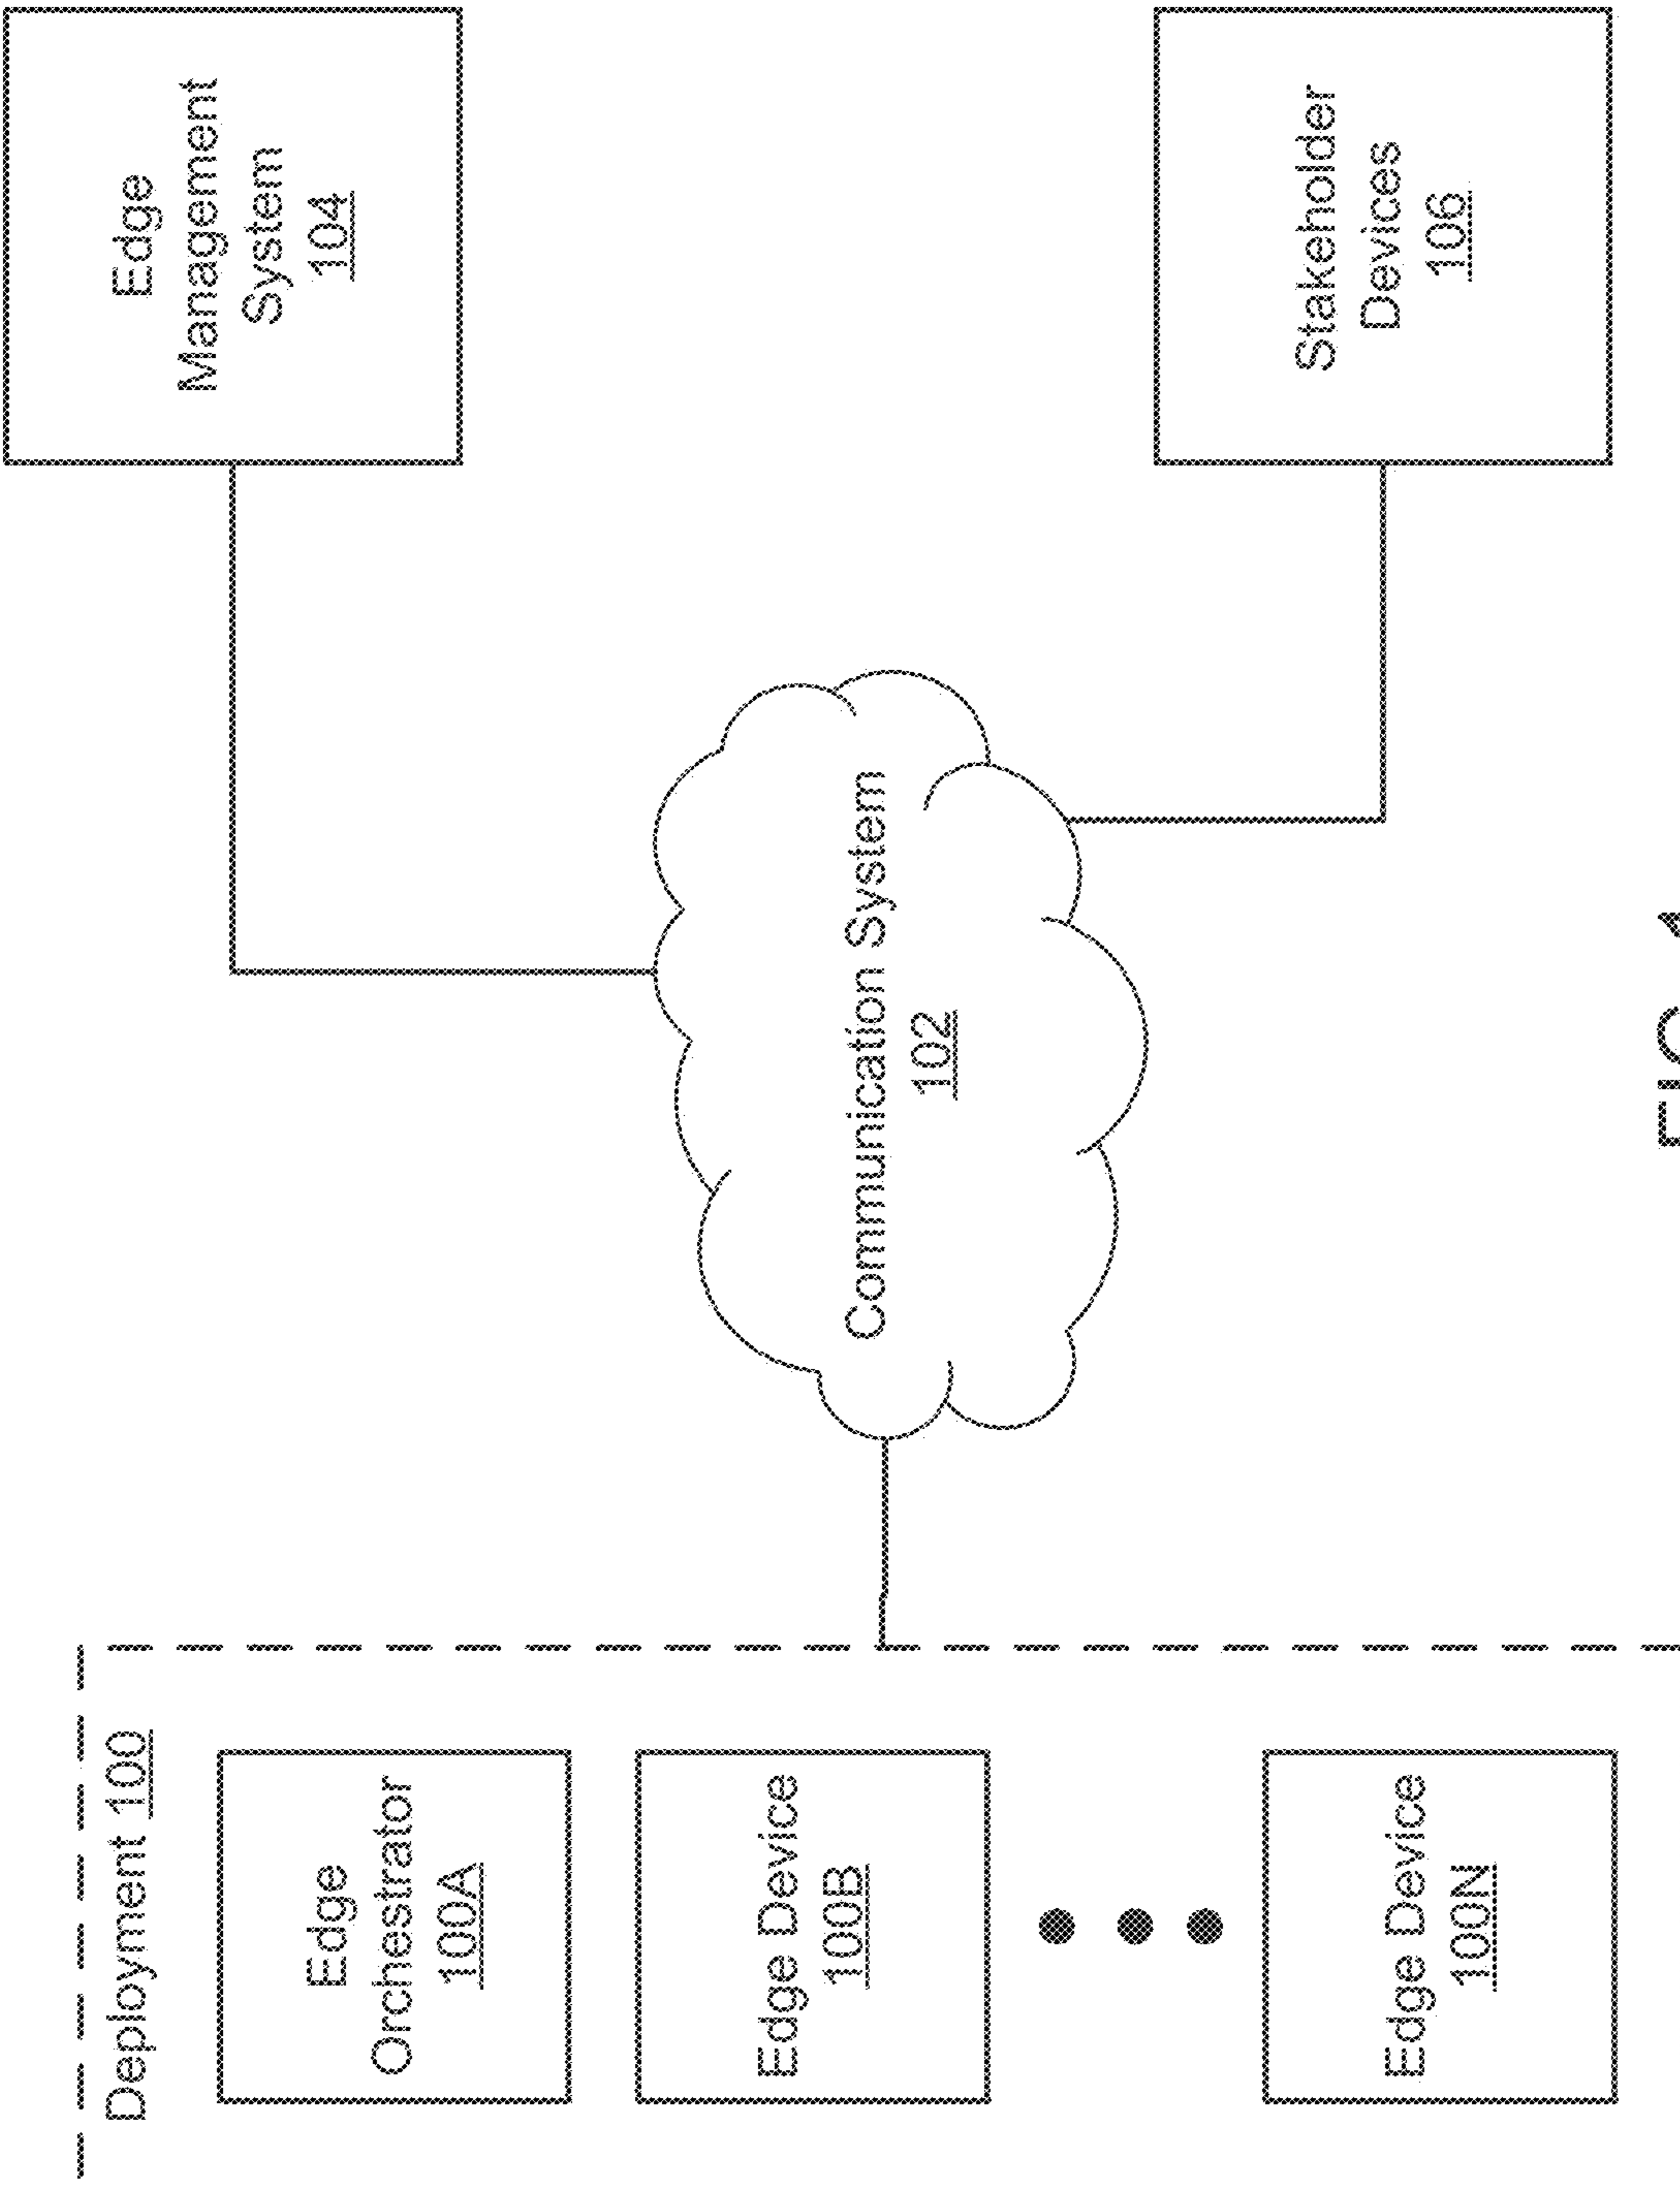 Deployment 100
Edge
Orchestrator
100A
Edge Device
100B
Edge Device
100N
Communication System
102
Edge
Management
System
104
Stakeholder
Devices
106